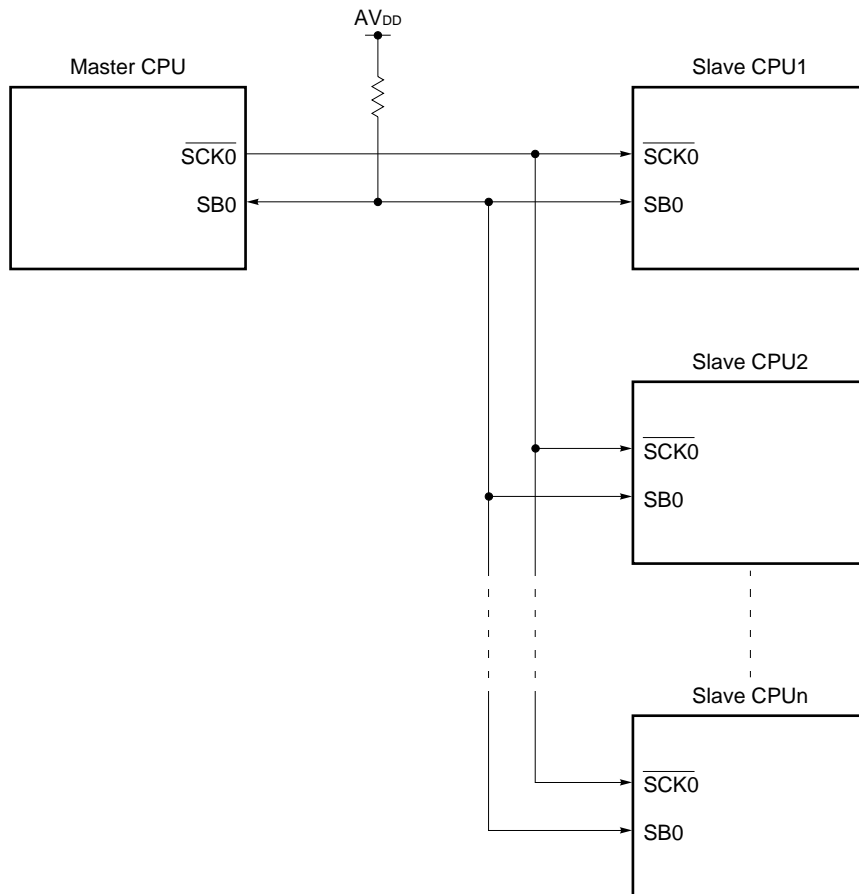 AVDD
Master CPU
Slave CPU1
SCK0
SCK0
SB0
SB0
Slave CPU2
SCK0
SB0
Slave CPUn
SCK0
SB0